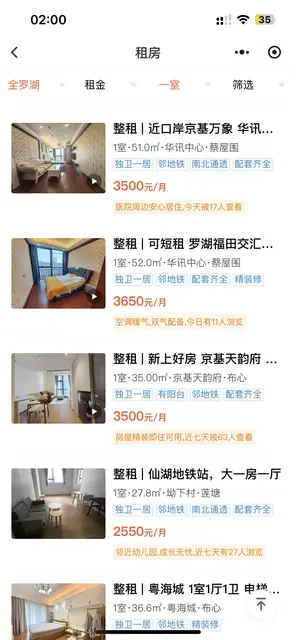 02:00
35
租房
全罗湖
租金
一室
筛选
整租 | 近口岸京基万象 华讯...
1室·51.0㎡·华讯中心·蔡屋围
独卫一居 邻地铁 南北通透 配套齐全
3500元/月
医院周边安心居住,今天被17人查看
整租 | 可短租 罗湖福田交汇...
1室·52.0㎡·华讯中心·蔡屋围
独卫一居 邻地铁 配套齐全 精装修
3650元/月
空调暖气,双气配备,今日有11人浏览
整租 | 新上好房 京基天韵府 ...
1室·35.00㎡·京基天韵府·布心
独卫一居 有阳台 邻地铁 配套齐全
3500元/月
房屋精装即住可用,近七天被63人查看
整租 | 仙湖地铁站，大一房一厅
1室·27.8㎡·坳下村·莲塘
独卫一居 邻地铁 南北通透 配套齐全
2550元/月
邻近幼儿园,成长无忧,近七天有27人浏览
整租 | 粤海城 1室1厅1卫 电梯...
1室·36.6㎡·粤海城·布心
独卫一居 邻地铁 南北通透 精装修